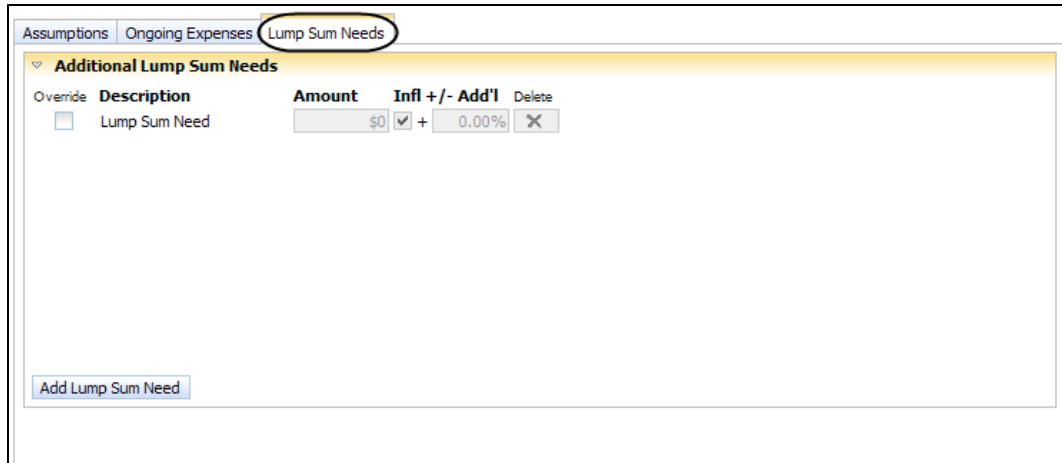 Assumptions Ongoing Expenses Lump Sum Needs
Additional Lump Sum Needs
Override Description Amount Infl +/- Add'l Delete
Lump Sum Need $0 + 0.00%
Add Lump Sum Need